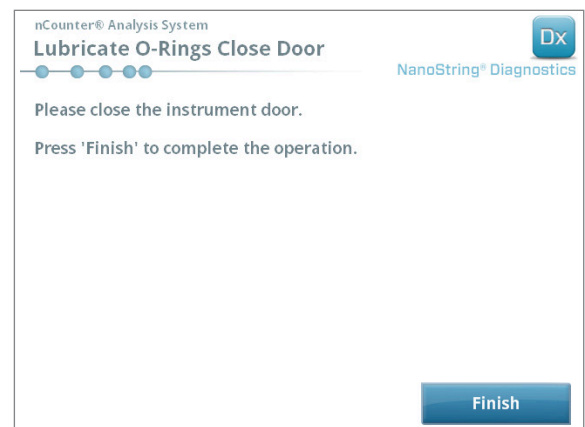 nCounter® Analysis System
Lubricate O-Rings Close Door
Dx
NanoString® Diagnostics
Please close the instrument door.
Press 'Finish' to complete the operation.
Finish